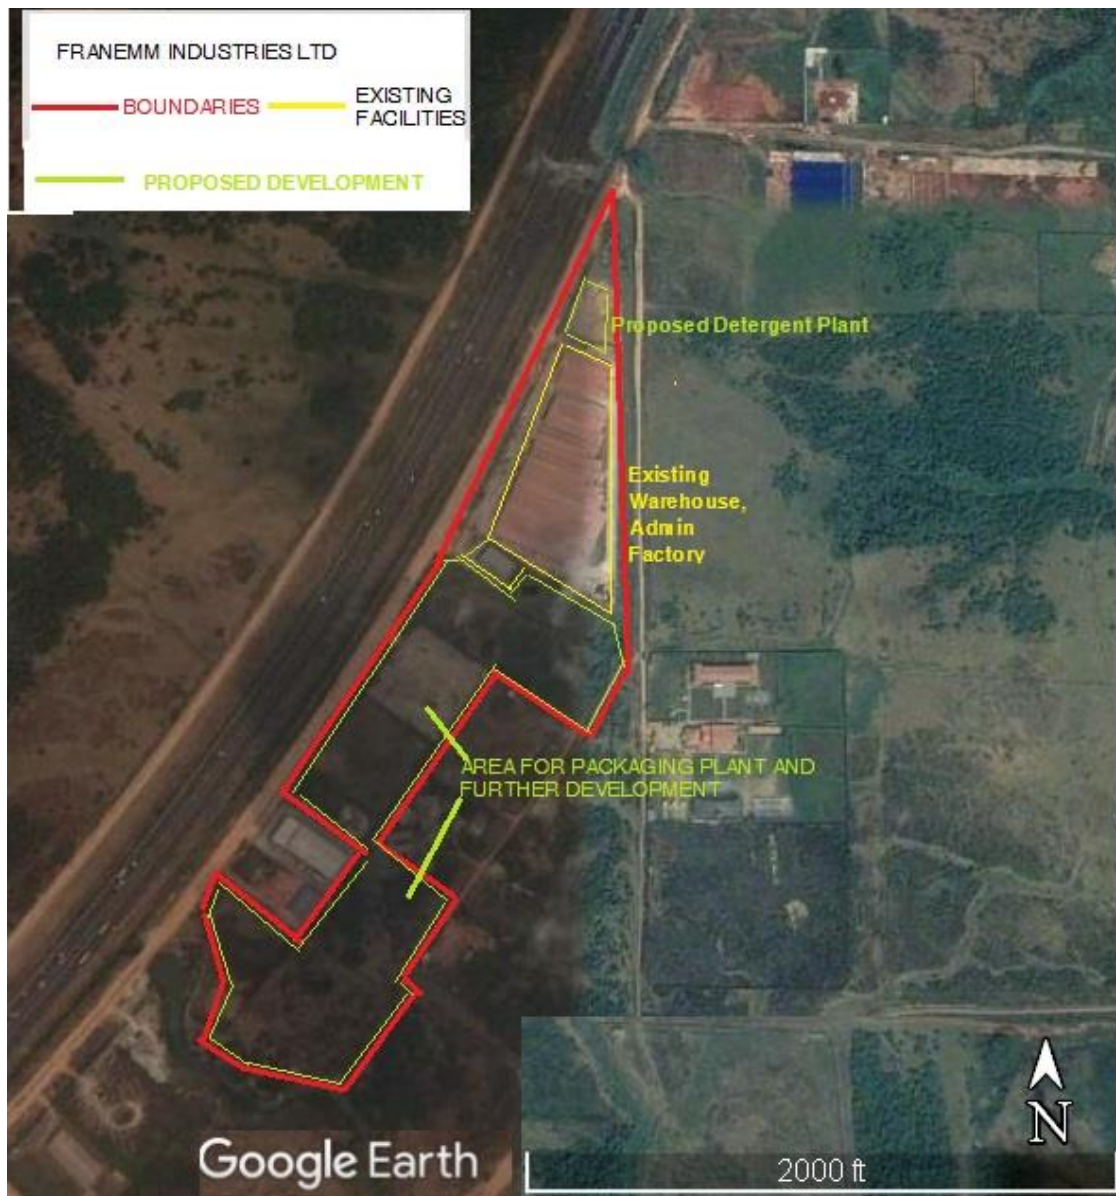 FRANEMM INDUSTRIES LTD
BOUNDARIES
EXISTING
FACILITIES
PROPOSED DEVELOPMENT
Proposed Detergent Plant
Existing
Warehouse,
Admin
Factory
AREA FOR PACKAGING PLANT AND
FURTHER DEVELOPMENT
N
Google Earth
2000 ft